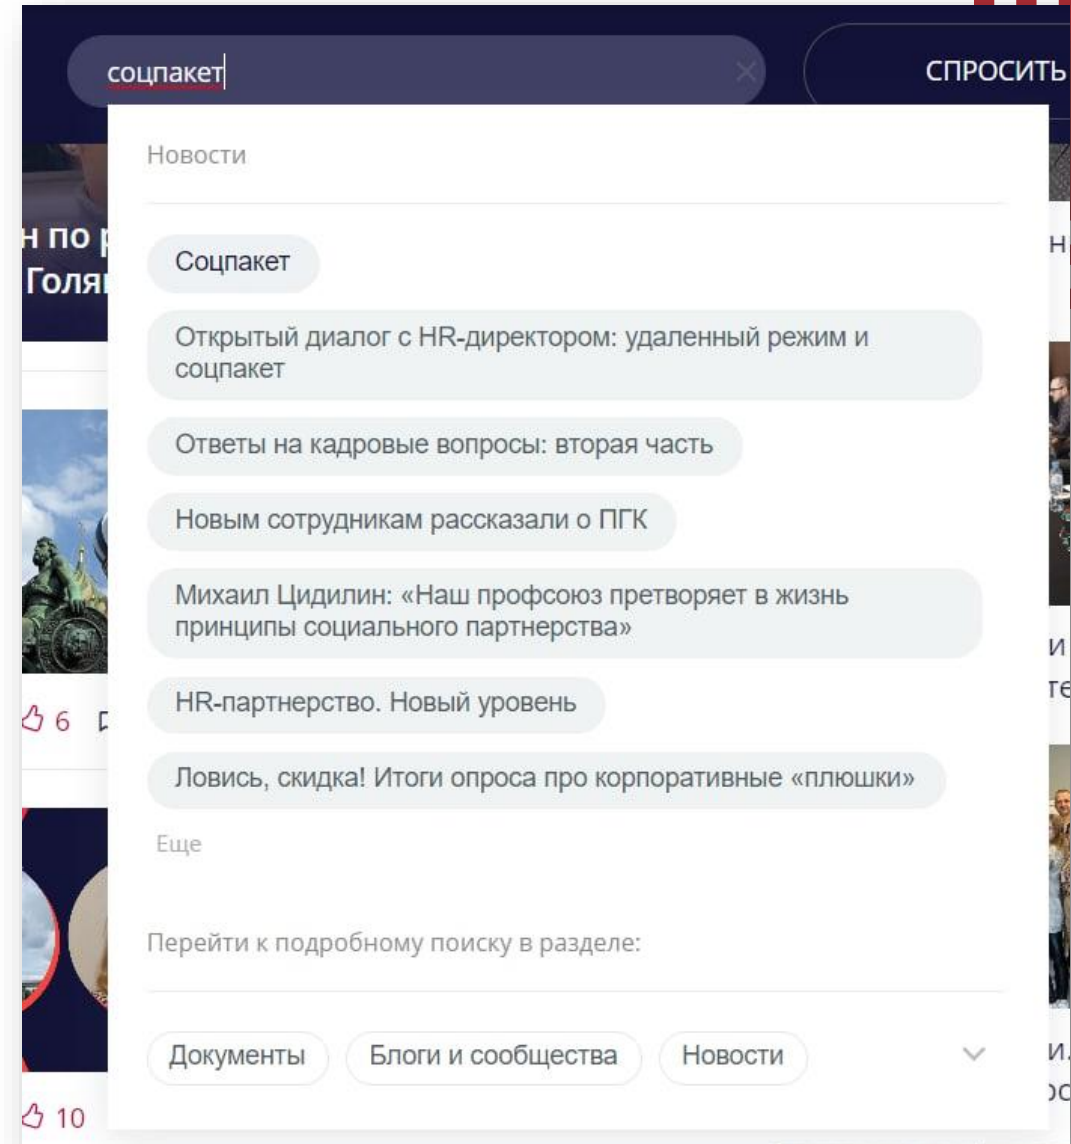 соцпакет
СПРОСИТЬ
Новости
н по
Голя
Соцпакет
Открытый диалог с HR-директором: удаленный режим и
соцпакет
Ответы на кадровые вопросы: вторая часть
Новым сотрудникам рассказали о ПГК
Михаил Цидилин: «Наш профсоюз претворяет в жизнь
принципы социального партнерства»
6
HR-партнерство. Новый уровень
Ловись, скидка! Итоги опроса про корпоративные «плюшки»
Еще
Перейти к подробному поиску в разделе:
Документы
Блоги и сообщества
Новости
10